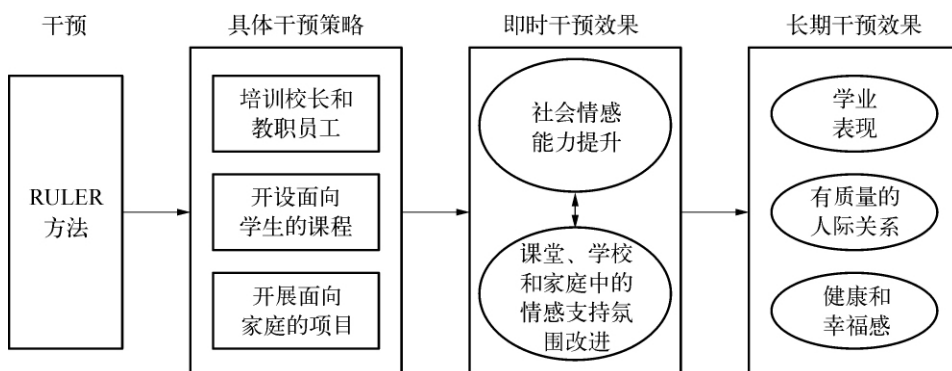 干预
具体干预策略
即时干预效果
长期干预效果
RULER
方法
培训校长和
教职员工
开设面向
学生的课程
开展面向
家庭的项目
社会情感
能力提升
课堂、学校
和家庭中的
情感支持氛
围改进
学业
表现
有质量的
人际关系
健康和
幸福感